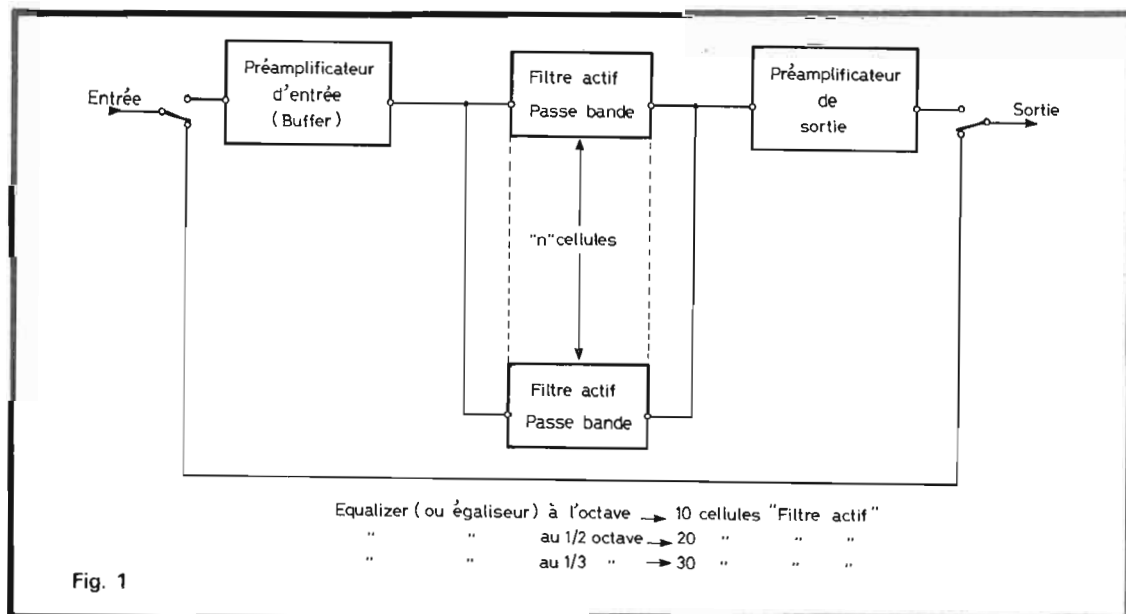 Entrée
Préamplificateur
d'entrée
(Buffer)
Filtre actif
Passe bande
Préamplificateur
de
sortie
Sortie
"n" cellules
Filtre actif
Passe bande
Equalizer (ou égaliseur) à l'octave → 10 cellules "Filtre actif"
" " au 1/2 octave → 20 " " "
" " au 1/3 " → 30 " " "
Fig. 1